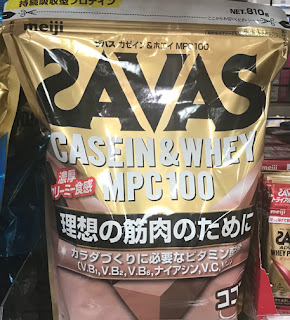 持続吸収型プロテイン
NET.810
meiji
ザバス カゼイン&ホエイ MPC100
SAVAS
CASEIN&WHEY
MPC100
濃厚
クリーミー食感
理想の筋肉のために
カラダづくりに必要なビタミン配合
(V.B₁,V.B₂,V.B₆,ナイアシン,V.C,
ココ